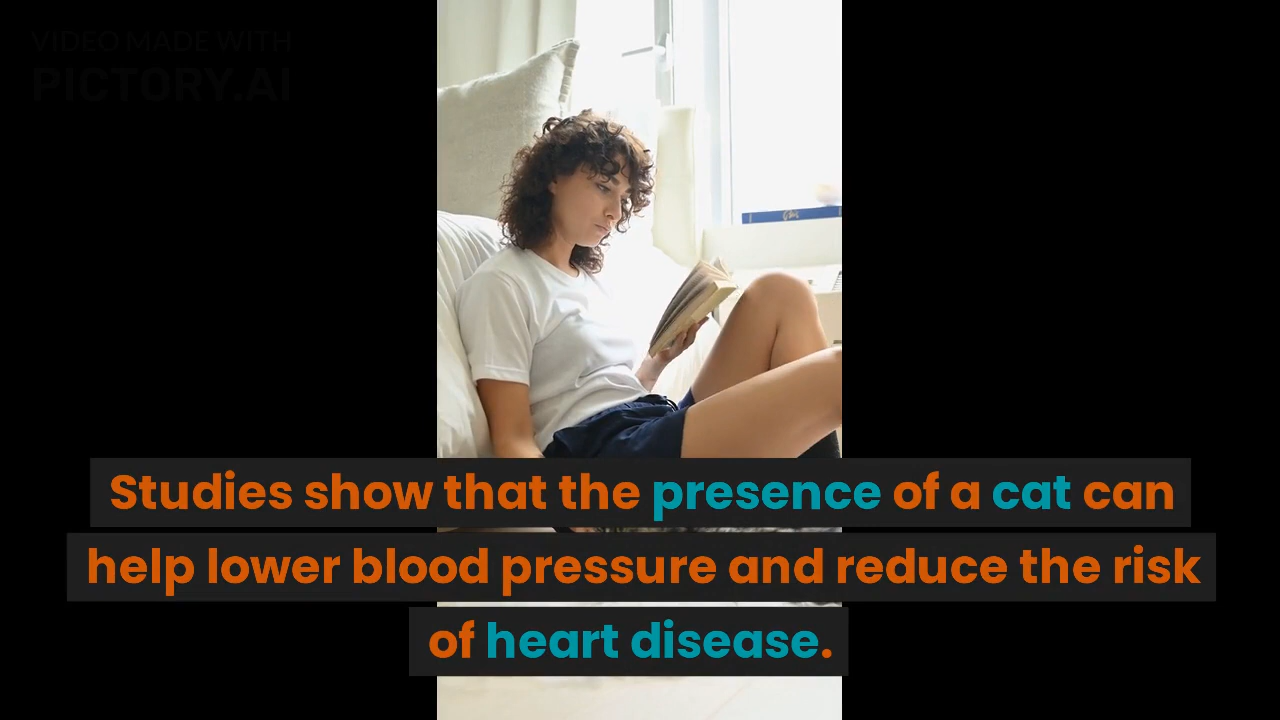 VIDEO MADE WITH
PICTORY.AI
Studies show that the presence of a cat can
help lower blood pressure and reduce the risk
of heart disease.